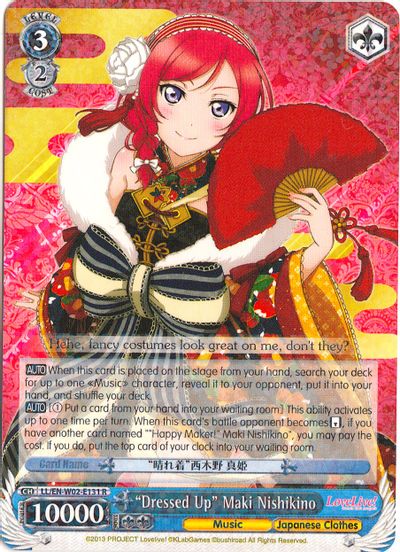 LEVEL
3
2
COST
Hehe, fancy costumes look great on me, don't they?
AUTO When this card is placed on the stage from your hand, search your deck
for up to one «Music» character, reveal it to your opponent, put it into your
hand, and shuffle your deck.
AUTO [Put a card from your hand into your waiting room] This ability activates
up to one time per turn. When this card's battle opponent becomes, if you
have another card named ""Happy Maker!" Maki Nishikino", you may pay the
cost. If you do, put the top card of your clock into your waiting room.
Card Name
"晴れ着"西木野 真姫
CH LL/EN-W02-E131 R
POWER
10000
"Dressed Up" Maki Nishikino
LoveLive!
Music
Japanese Clothes
©2013 PROJECT Lovelive! ©KLabGames ©bushiroad All Rights Reserved.